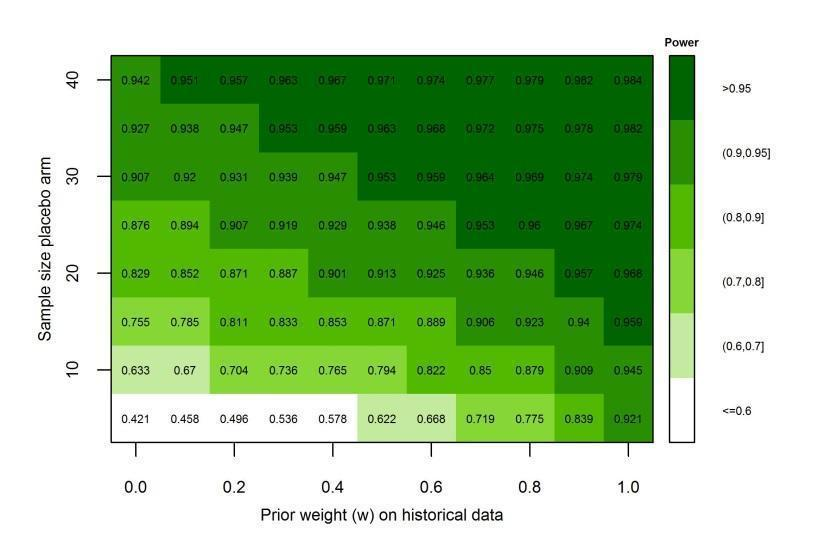 Power
40 0.942 0.951 0.957 0.963 0.967 0.971 0.974 0.977 0.979 0.982 0.984
>0.95
0.927 0.938 0.947 0.953 0.959 0.963 0.968 0.972 0.975 0.978 0.982
(0.9,0.95]
30 0.907 0.92 0.931 0.939 0.947 0.953 0.959 0.964 0.969 0.974 0.979
0.876 0.894 0.907 0.919 0.929 0.938 0.946 0.953 0.96 0.967 0.974
(0.8,0.9]
Sample size placebo arm
20 0.829 0.852 0.871 0.887 0.901 0.913 0.925 0.936 0.946 0.957 0.968
(0.7,0.8]
0.755 0.785 0.811 0.833 0.853 0.871 0.889 0.906 0.923 0.94 0.959
(0.6,0.7]
10 0.633 0.67 0.704 0.736 0.765 0.794 0.822 0.85 0.879 0.909 0.945
<=0.6
0.421 0.458 0.496 0.536 0.578 0.622 0.668 0.719 0.775 0.839 0.921
0.0 0.2 0.4 0.6 0.8 1.0
Prior weight (w) on historical data